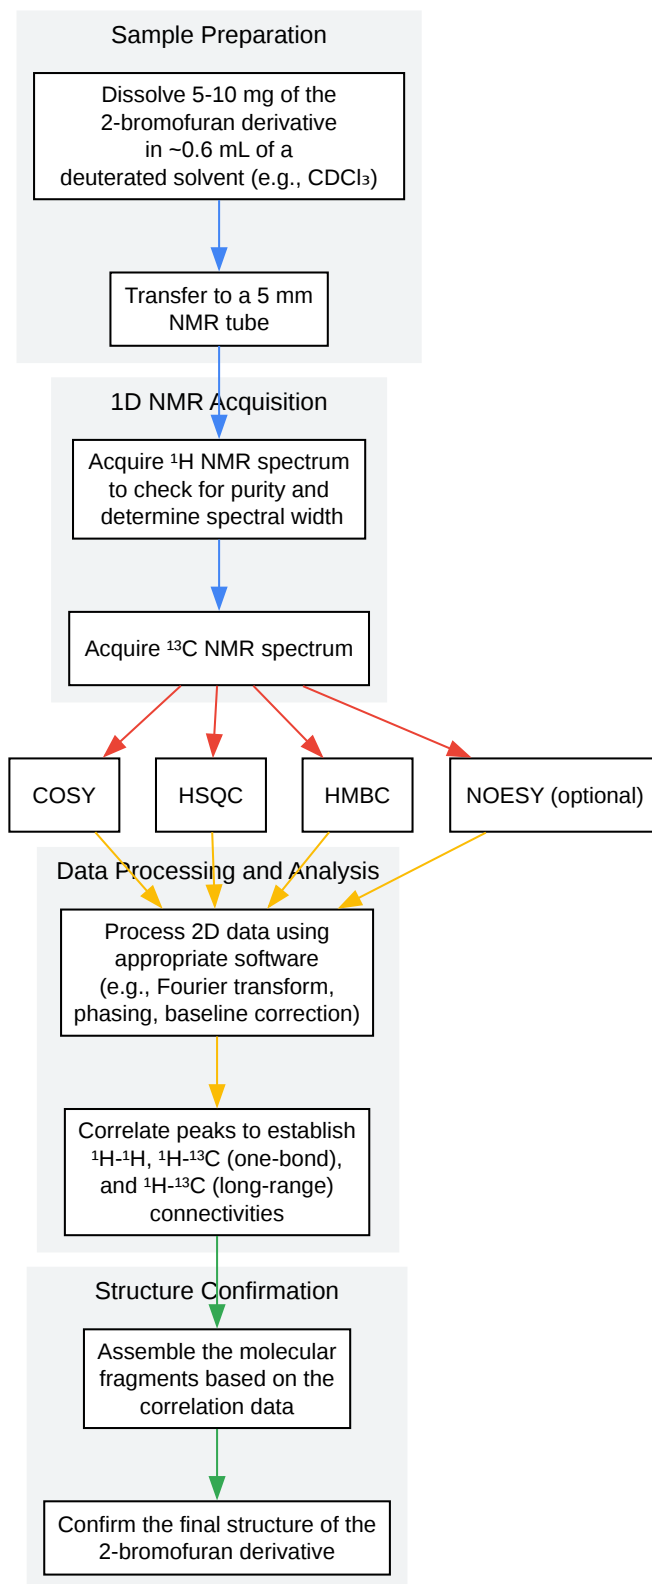 Sample Preparation
Dissolve 5-10 mg of the
2-bromofuran derivative
in ~0.6 mL of a
deuterated solvent (e.g., CDCl₃)
Transfer to a 5 mm
NMR tube
1D NMR Acquisition
Acquire ¹H NMR spectrum
to check for purity and
determine spectral width
Acquire ¹³C NMR spectrum
COSY
HSQC
HMBC
NOESY (optional)
Data Processing and Analysis
Process 2D data using
appropriate software
(e.g., Fourier transform,
phasing, baseline correction)
Correlate peaks to establish
¹H-¹H, ¹H-¹³C (one-bond),
and ¹H-¹³C (long-range)
connectivities
Structure Confirmation
Assemble the molecular
fragments based on the
correlation data
Confirm the final structure of the
2-bromofuran derivative